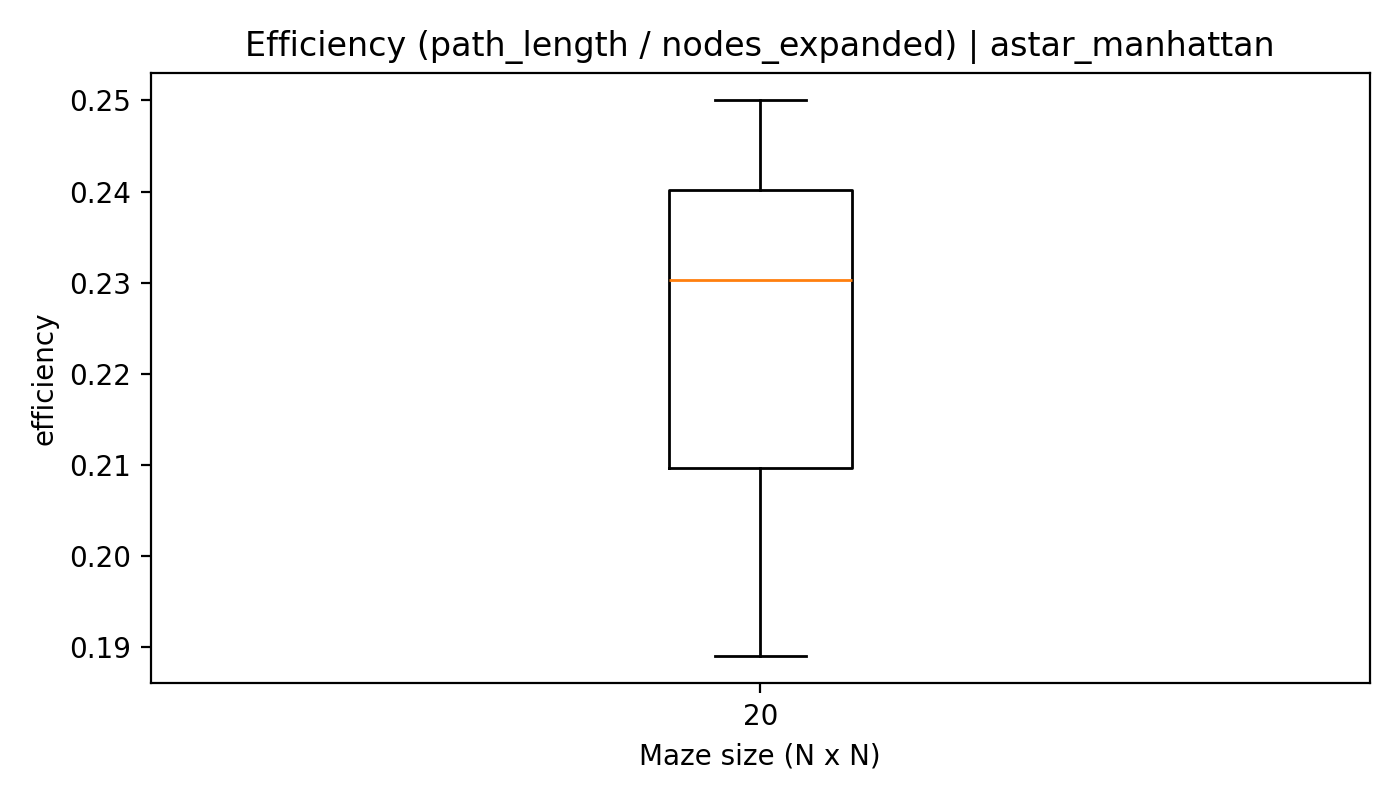 Efficiency (path_length / nodes_expanded) | astar_manhattan
0.25
0.24
0.23
0.22
0.21
0.20
0.19
efficiency
20
Maze size (N x N)